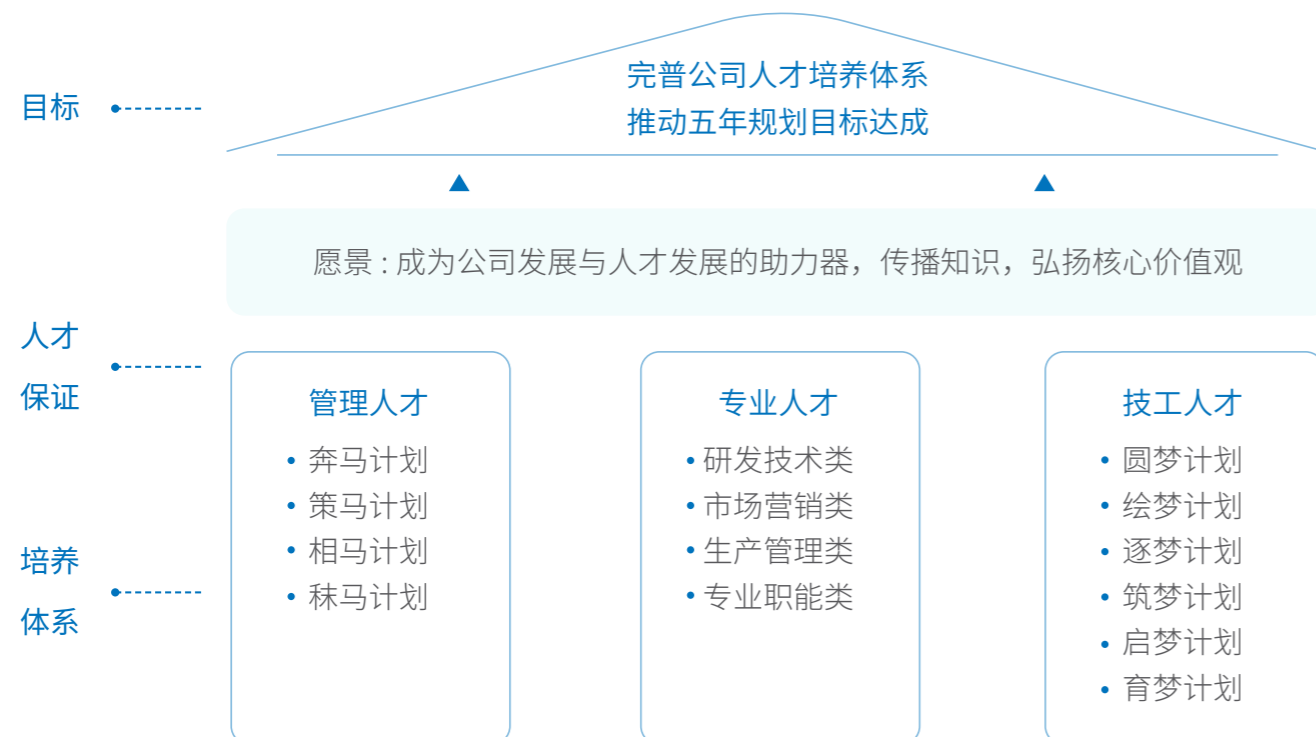 目标
完普公司人才培养体系
推动五年规划目标达成
愿景 : 成为公司发展与人才发展的助力器，传播知识，弘扬核心价值观
人才
保证
培养
体系
管理人才
• 奔马计划
• 策马计划
• 相马计划
• 秣马计划
专业人才
• 研发技术类
• 市场营销类
• 生产管理类
• 专业职能类
技工人才
• 圆梦计划
• 绘梦计划
• 逐梦计划
• 筑梦计划
• 启梦计划
• 育梦计划